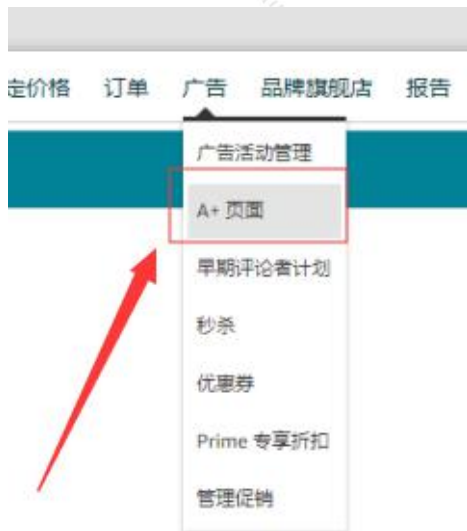 定价格 订单 广告 品牌旗舰店 报告
广告活动管理
A+ 页面
早期评论者计划
秒杀
优惠券
Prime 专享折扣
管理促销